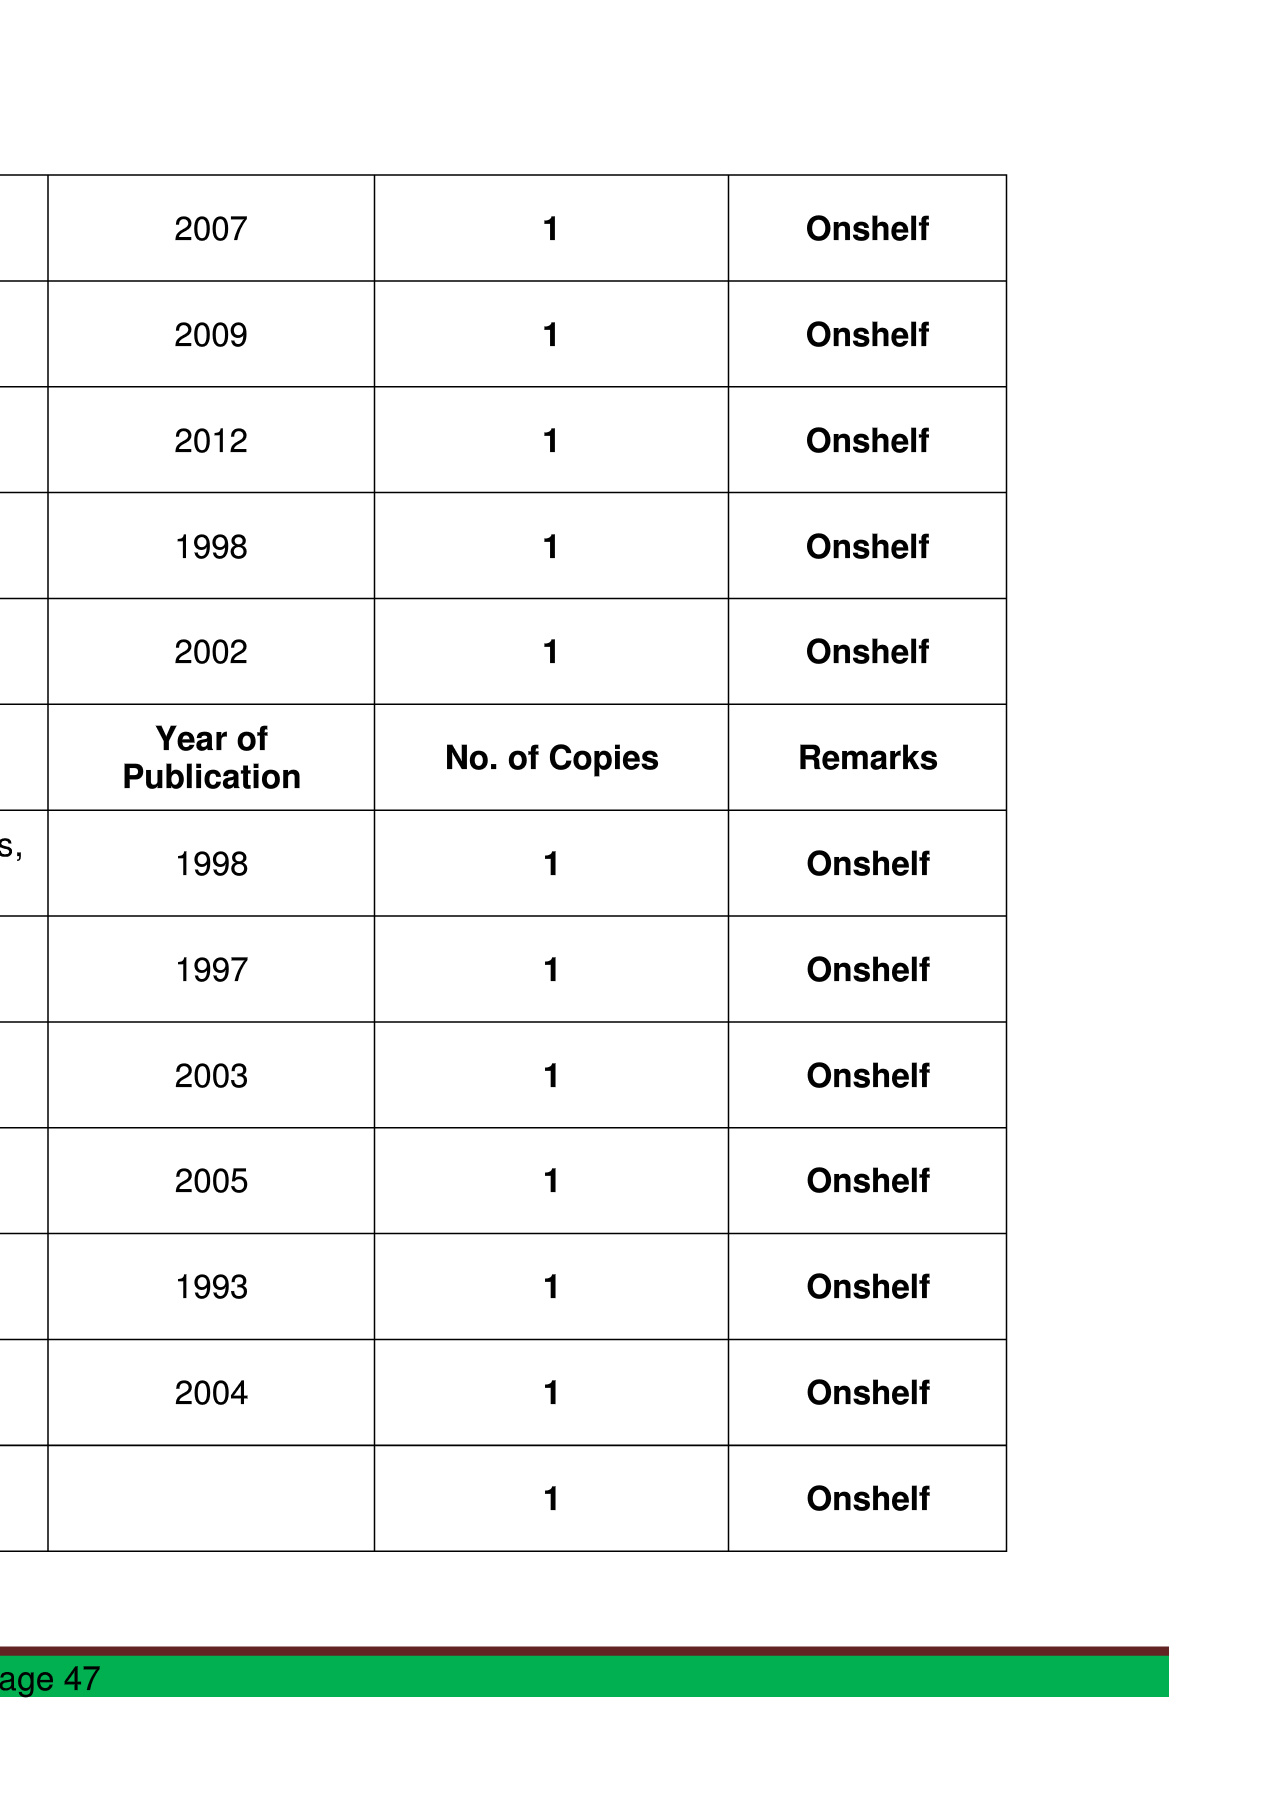 2007 1 Onshelf
2009 1 Onshelf
2012 1 Onshelf
1998 1 Onshelf
2002 1 Onshelf
Year of
Publication No. of Copies Remarks
s,
1998 1 Onshelf
1997 1 Onshelf
2003 1 Onshelf
2005 1 Onshelf
1993 1 Onshelf
2004 1 Onshelf
1 Onshelf
age 47